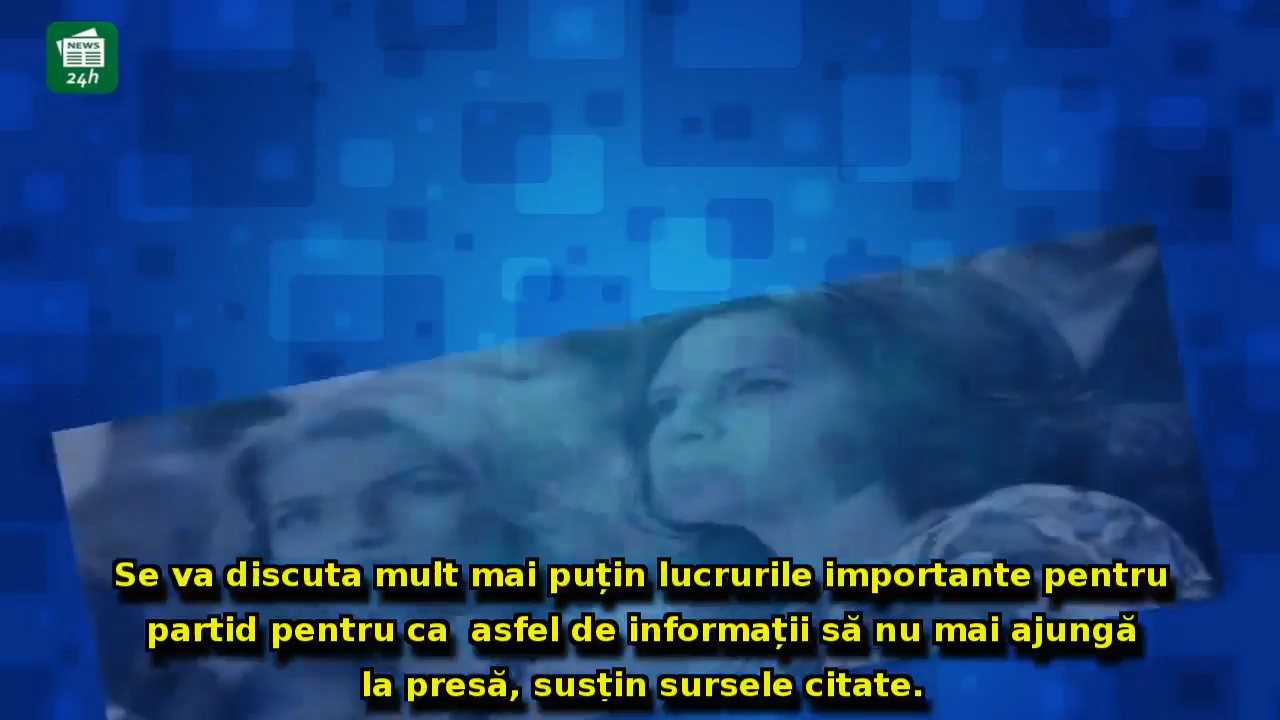 NEWS
24h
Se va discuta mult mai puțin lucrurile importante pentru
partid pentru ca  asfel de informații să nu mai ajungă
la presă, susțin sursele citate.